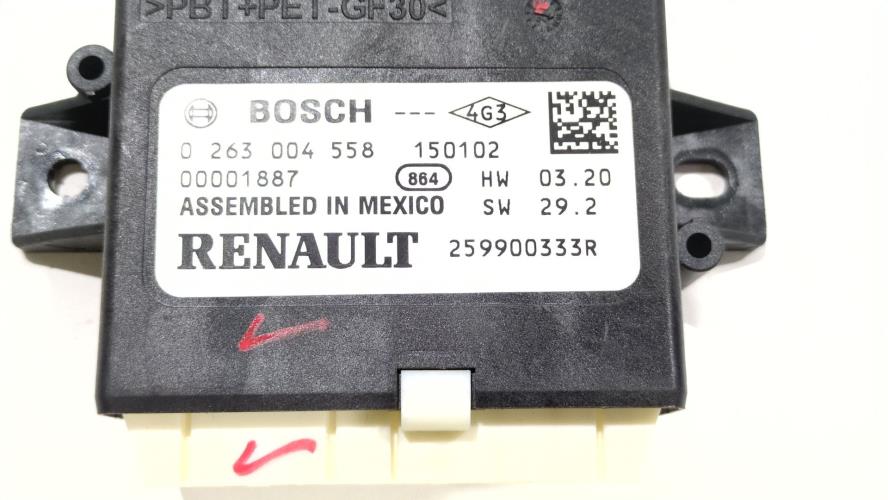 >PBT+PET-GF30<
BOSCH --- 4G3
0 263 004 558 150102
00001887 864 HW 03.20
ASSEMBLED IN MEXICO SW 29.2
RENAULT 259900333R